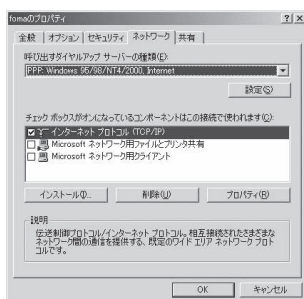 fomaのプロパティ
全般 オプション セキュリティ ネットワーク 共有
呼び出すダイヤルアップ サーバーの種類(E):
PPP: Windows 95/98/NT4/2000, Internet
設定(S)
チェック ボックスがオンになっているコンポーネントはこの接続で使われます(O):
インターネット プロトコル (TCP/IP)
Microsoft ネットワーク用ファイルとプリンタ共有
Microsoft ネットワーク用クライアント
インストール(I)... 削除(U) プロパティ(R)
説明
伝送制御プロトコル/インターネット プロトコル。相互接続されたさまざまな
ネットワーク間の通信を提供する、既定のワイド エリア ネットワーク プロト
コルです。
OK キャンセル